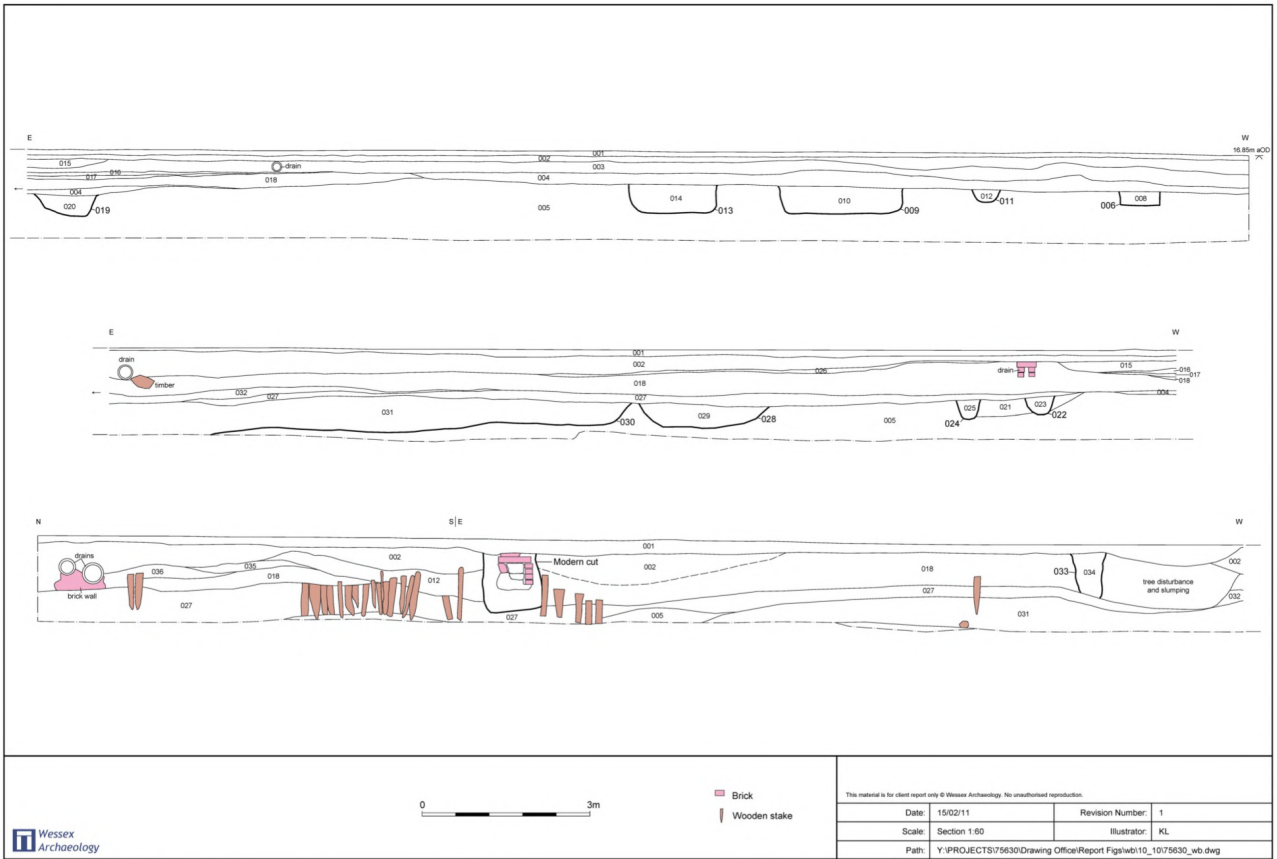 E
W
16.85m aOD
001
002
003
015
drain
016
017
018
004
004
020
019
005
014
013
010
009
012
011
006
008
E
W
001
drain
002
026
drain
015
016
017
018
timber
018
032
027
027
004
031
030
029
028
005
025
024
021
023
022
N
S E
W
001
drains
002
Modern cut
002
002
036
035
018
012
018
033
034
tree disturbance
and slumping
brick wall
027
027
005
027
031
032
0
3m
Brick
Wooden stake
Wessex
Archaeology
This material is for client report only © Wessex Archaeology. No unauthorised reproduction.
Date: 15/02/11 Revision Number: 1
Scale: Section 1:60 Illustrator: KL
Path: Y:\PROJECTS\75630\Drawing Office\Report Figs\wb\10_10\75630_wb.dwg